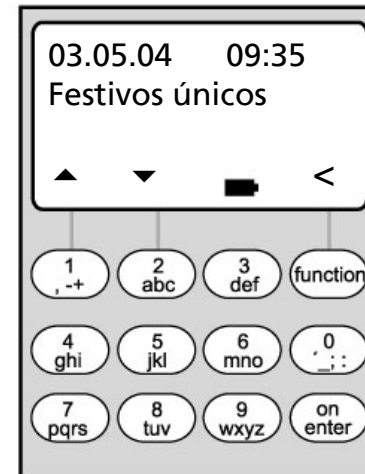 03.05.04 09:35
Festivos únicos
<
1 2 3 function
, -+ abc def
4 5 6 0
ghi jkl mno ´_; :
7 8 9 on
pqrs tuv wxyz enter